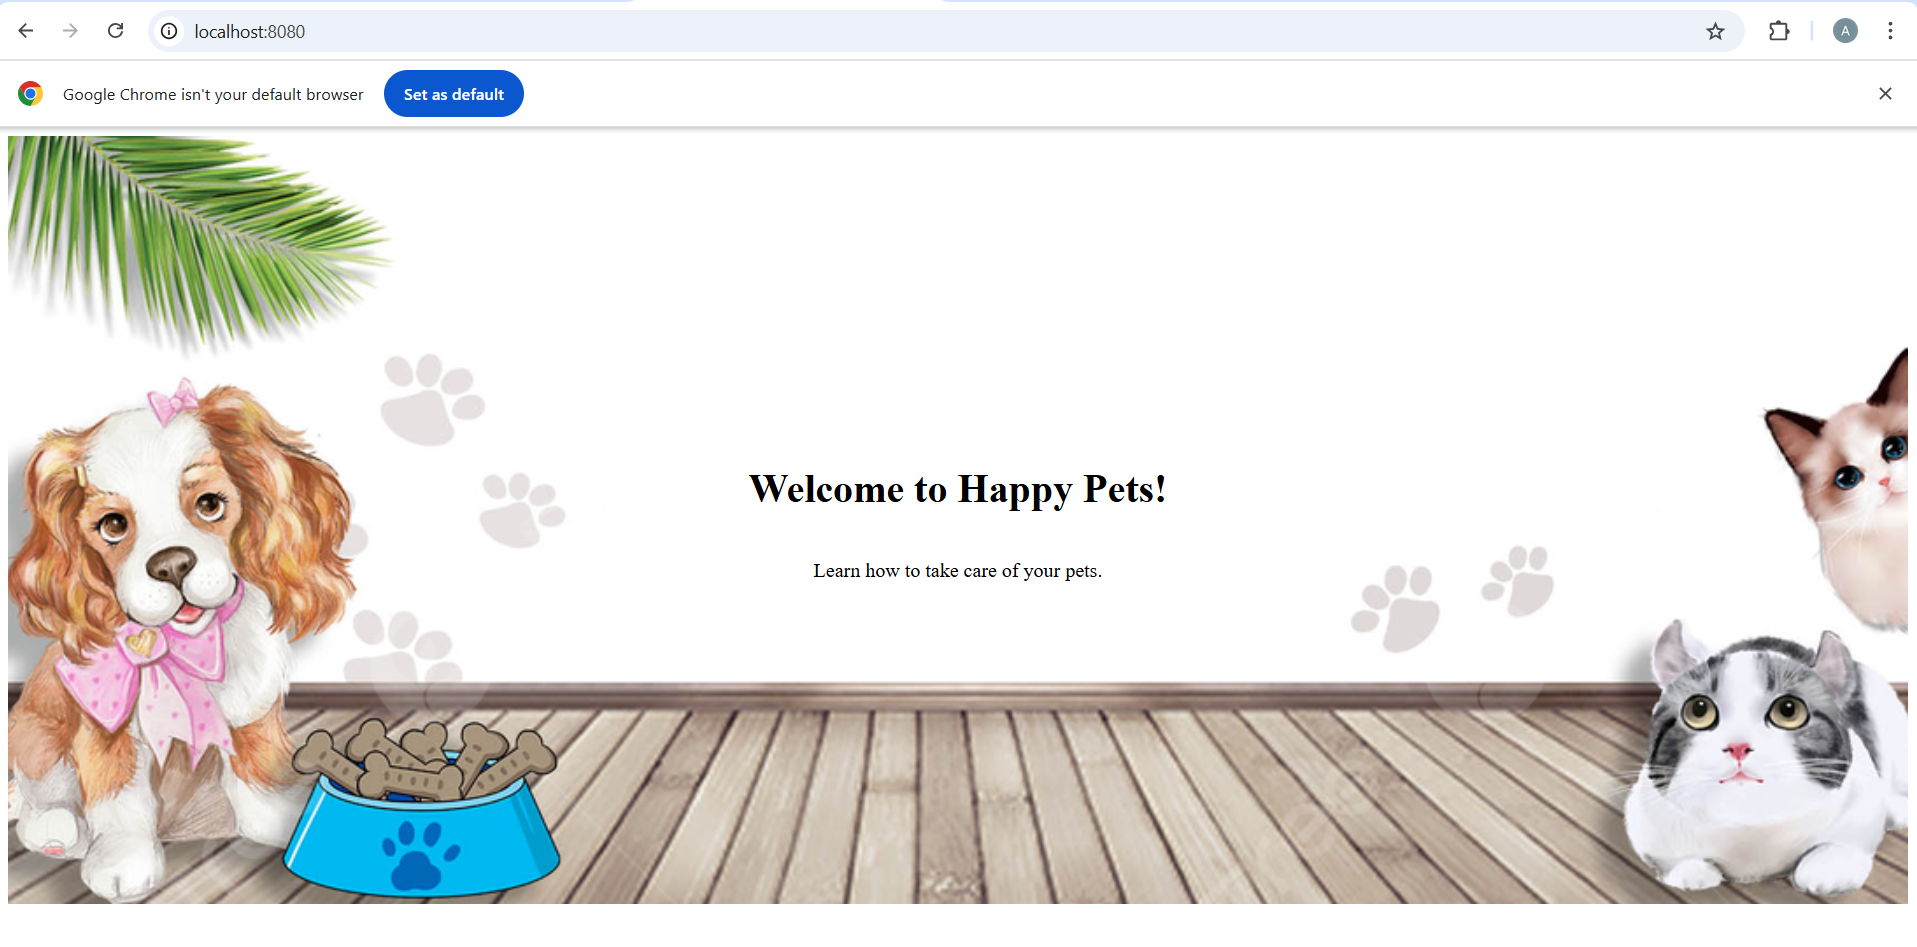 localhost:8080
A
Google Chrome isn't your default browser
Set as default
Welcome to Happy Pets!
Learn how to take care of your pets.